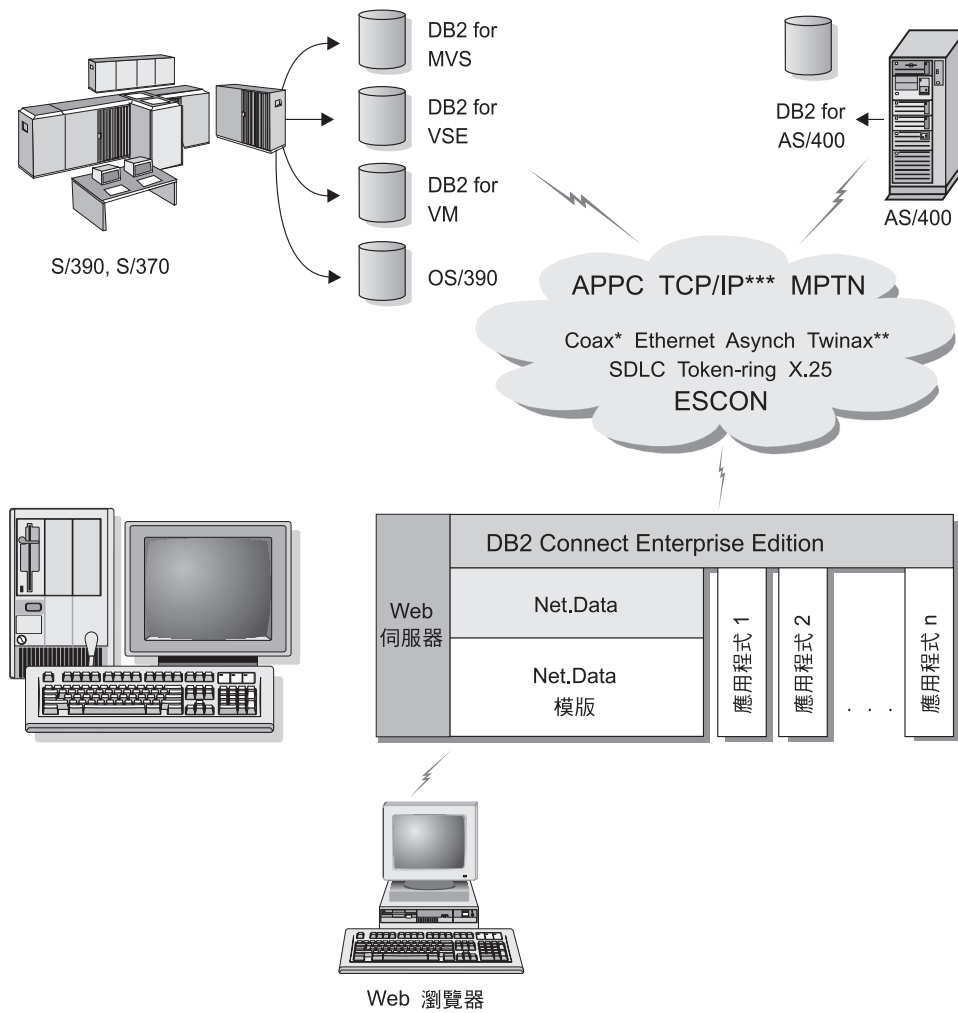 DB2 for
MVS
DB2 for
VSE
DB2 for
VM
OS/390
S/390, S/370
DB2 for
AS/400
AS/400
APPC TCP/IP*** MPTN
Coax* Ethernet Asynch Twinax**
SDLC Token-ring X.25
ESCON
DB2 Connect Enterprise Edition
Web
伺服器
Net.Data
Net.Data
模版
應用程式 1
應用程式 2
. . .
應用程式 n
Web 瀏覽器